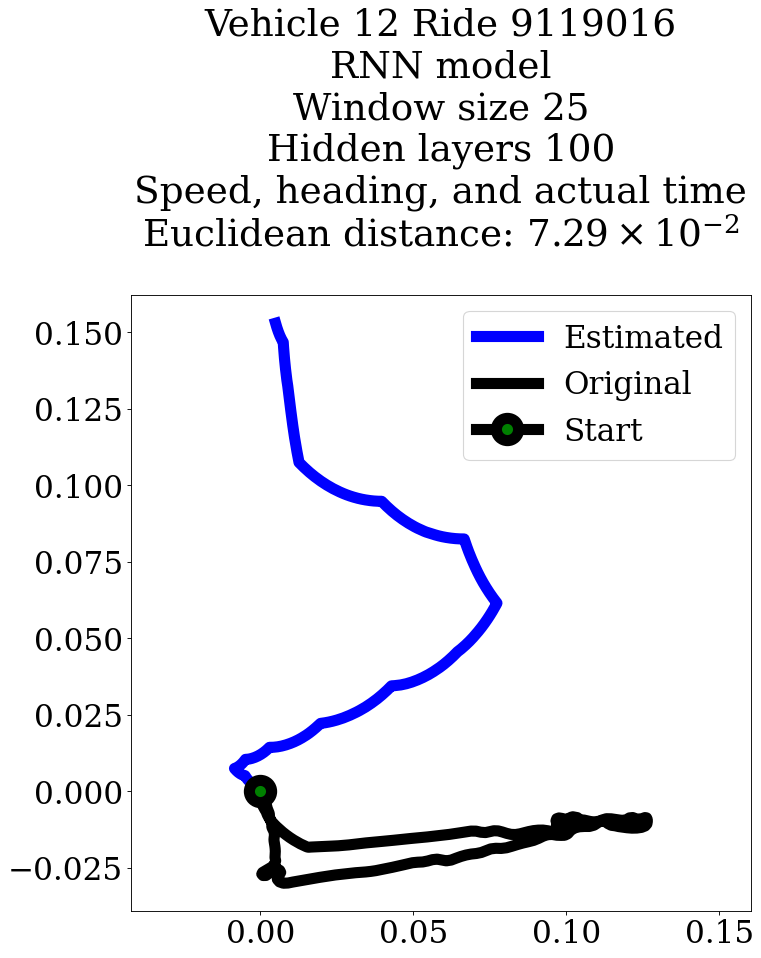 Vehicle 12 Ride 9119016
RNN model
Window size 25
Hidden layers 100
Speed, heading, and actual time
Euclidean distance: 7.29 × 10⁻²
Estimated
Original
Start
0.150
0.125
0.100
0.075
0.050
0.025
0.000
−0.025
0.00 0.05 0.10 0.15